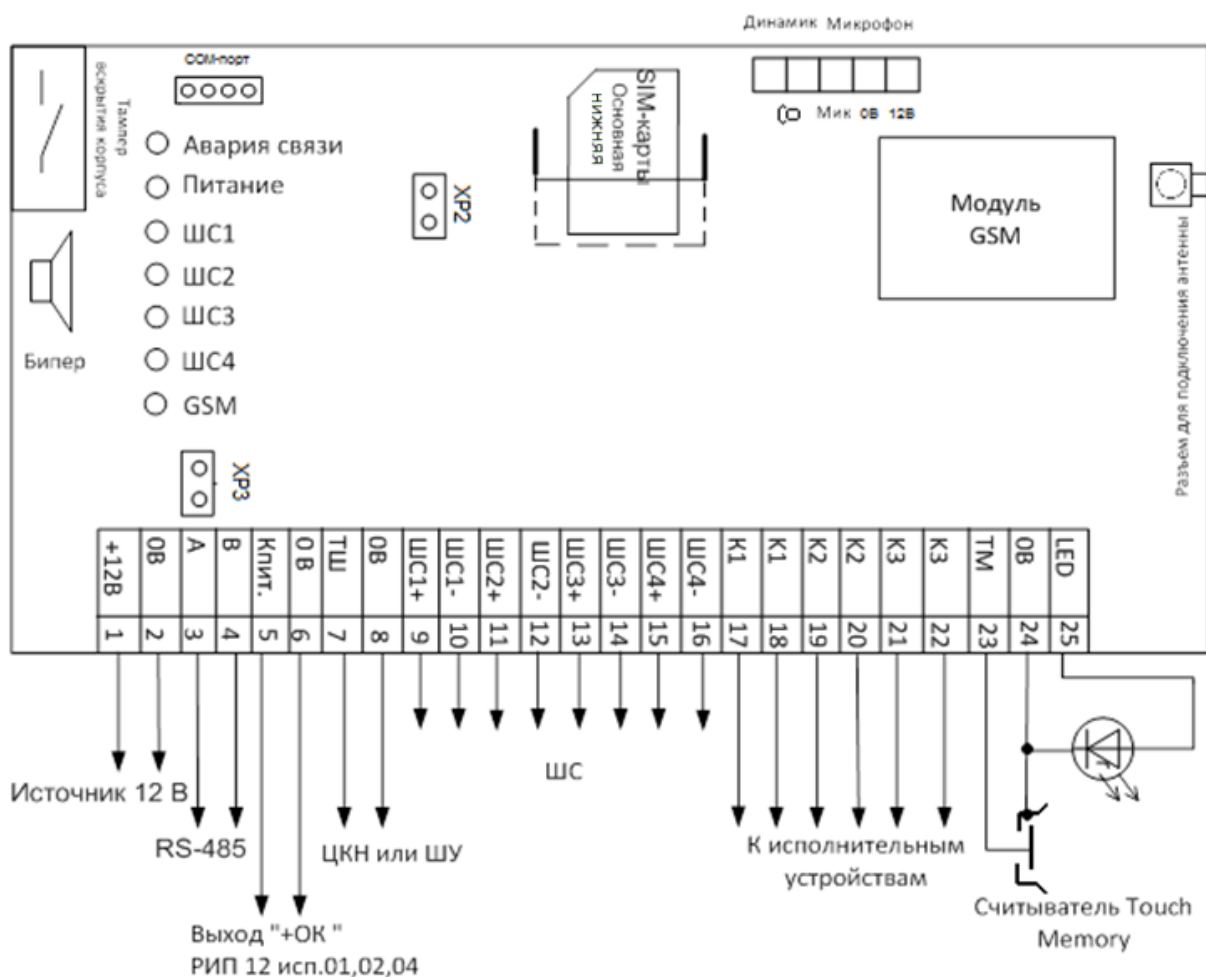 Динамик Микрофон
COM-порт
Тампер
вскрытия корпуса
SIM-карты
Основная
нижняя
Мик 0В 12В
Авария связи
Питание
ШС1
ШС2
ШС3
ШС4
GSM
Бипер
XP2
Модуль
GSM
Разъем для подключения антенны
XP3
+12В 0В А В Кпит. 0 В ТШ 0В ШС1+ ШС1- ШС2+ ШС2- ШС3+ ШС3- ШС4+ ШС4- К1 К1 К2 К2 К3 К3 ТМ 0В LED
1 2 3 4 5 6 7 8 9 10 11 12 13 14 15 16 17 18 19 20 21 22 23 24 25
Источник 12 В
RS-485
ЦКН или ШУ
ШС
К исполнительным
устройствам
Считыватель Touch
Memory
Выход "+ОК "
РИП 12 исп.01,02,04